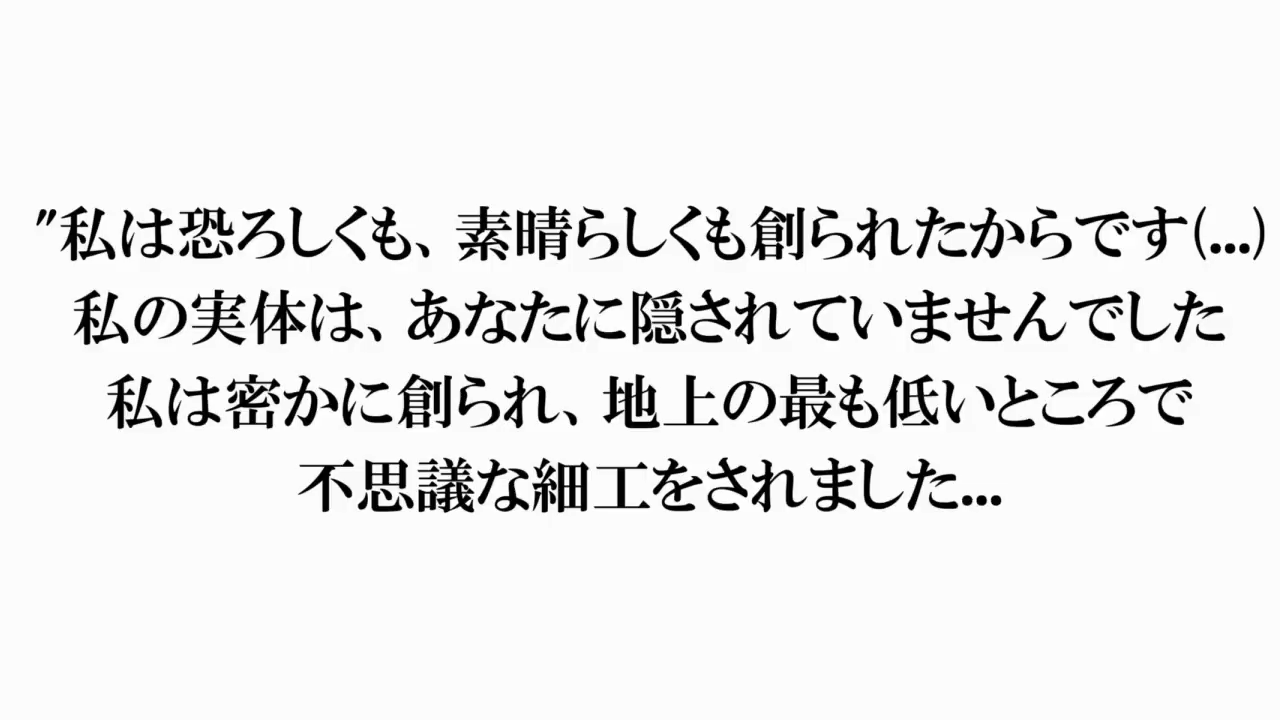 "私は恐ろしくも、素晴らしくも創られたからです(...)
私の実体は、あなたに隠されていませんでした
私は密かに創られ、地上の最も低いところで
不思議な細工をされました...